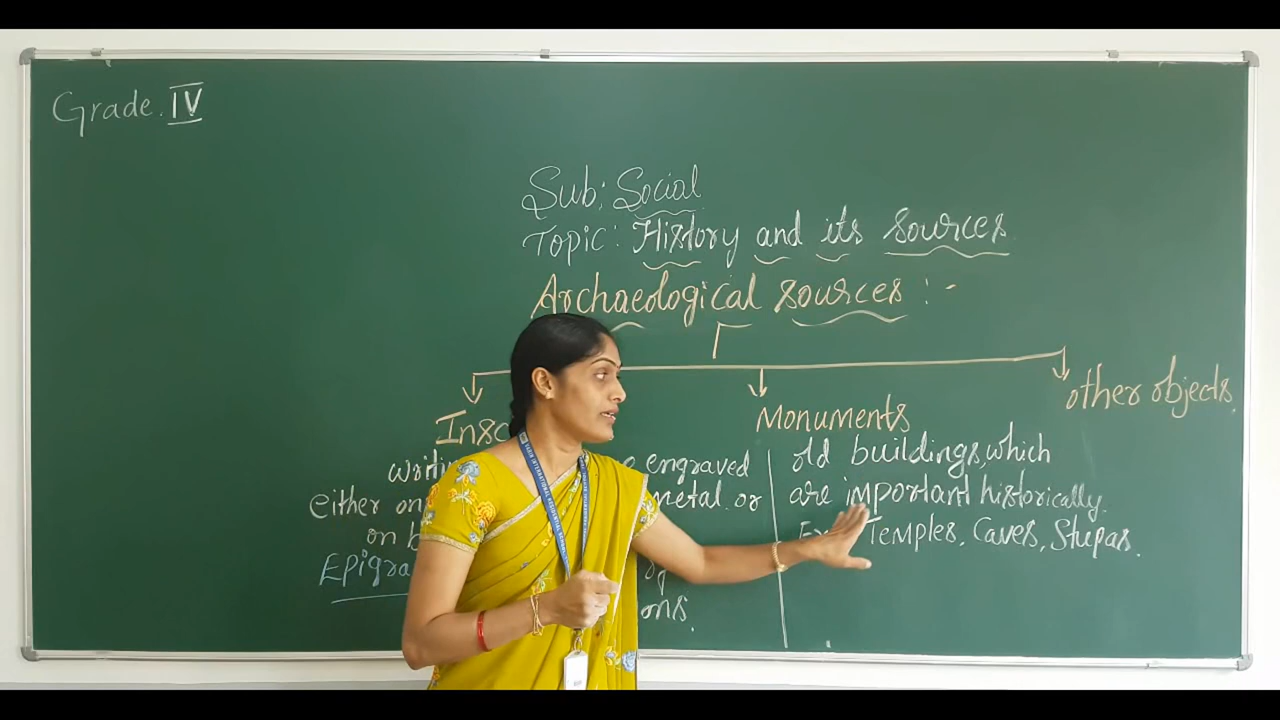 Grade. IV
Sub: Social
Topic: History and its sources
Archaeological sources :-
Monuments
other objects.
engraved
either on metal or
on
old buildings, which
are important historically.
Temples, Caves, Stupas.